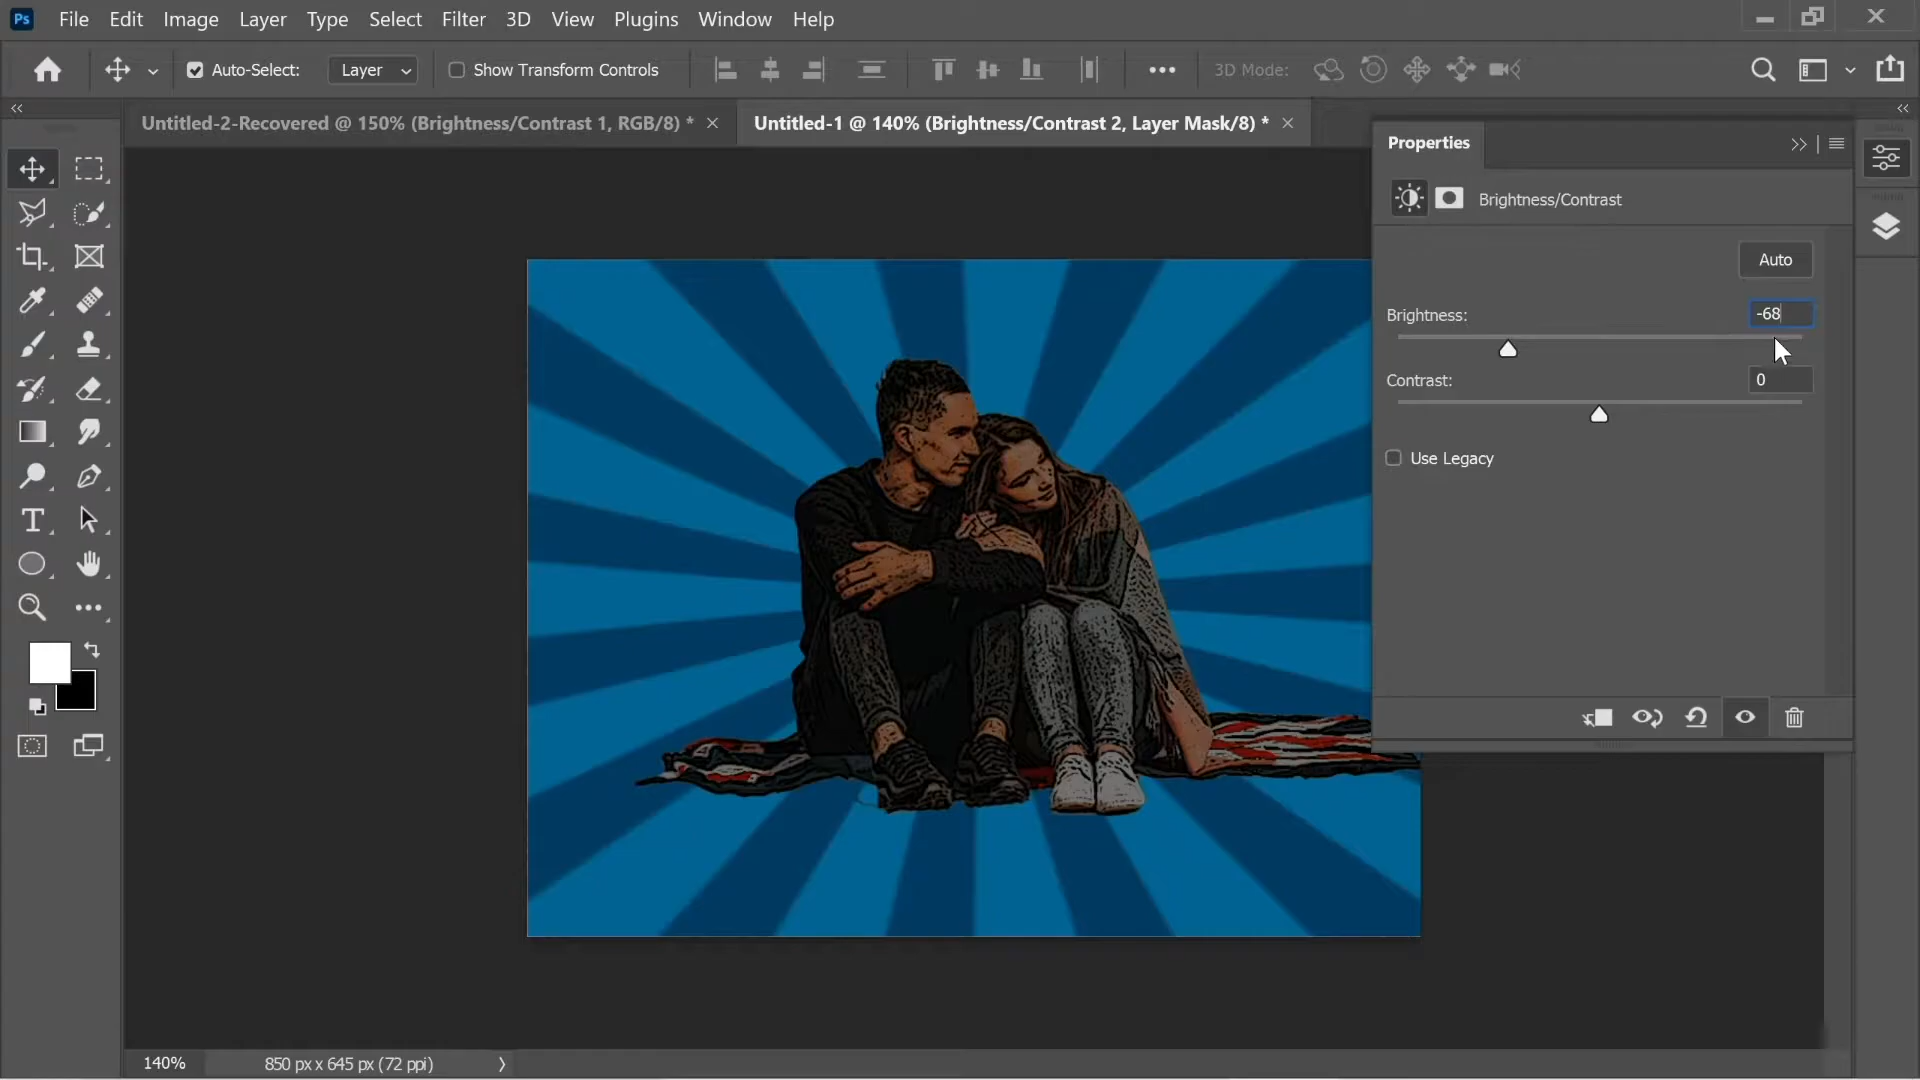 Ps File Edit Image Layer Type Select Filter 3D View Plugins Window Help
Auto-Select: Layer Show Transform Controls 3D Mode:
Untitled-2-Recovered @ 150% (Brightness/Contrast 1, RGB/8) * Untitled-1 @ 140% (Brightness/Contrast 2, Layer Mask/8) *
Properties
Brightness/Contrast
Auto
Brightness: -68
Contrast: 0
Use Legacy
140% 850 px x 645 px (72 ppi)